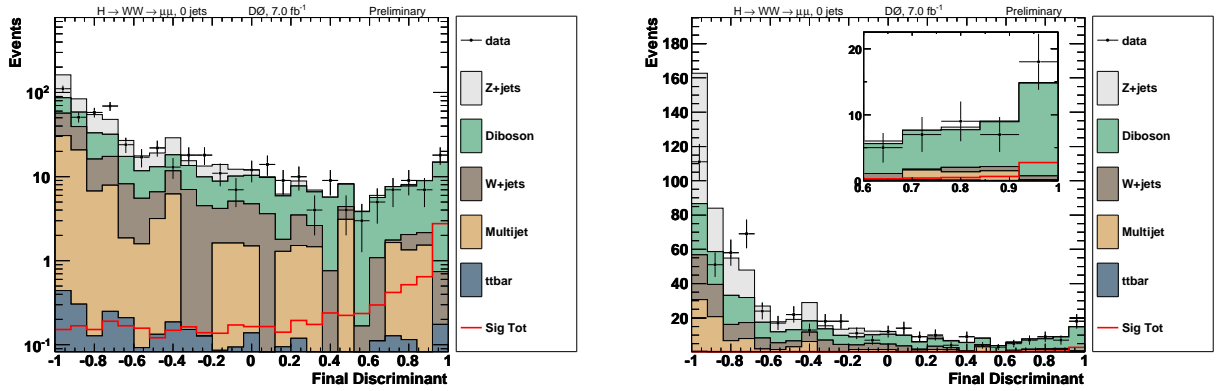 H → WW → μμ, 0 jets DØ, 7.0 fb⁻¹ Preliminary
Events
10²
10
1
10⁻¹
-1 -0.8 -0.6 -0.4 -0.2 0 0.2 0.4 0.6 0.8 1
Final Discriminant
data
Z+jets
Diboson
W+jets
Multijet
ttbar
Sig Tot
H → WW → μμ, 0 jets DØ, 7.0 fb⁻¹ Preliminary
Events
180
160
140
120
100
80
60
40
20
-1 -0.8 -0.6 -0.4 -0.2 0 0.2 0.4 0.6 0.8 1
Final Discriminant
20
10
0
0.6 0.7 0.8 0.9 1
data
Z+jets
Diboson
W+jets
Multijet
ttbar
Sig Tot